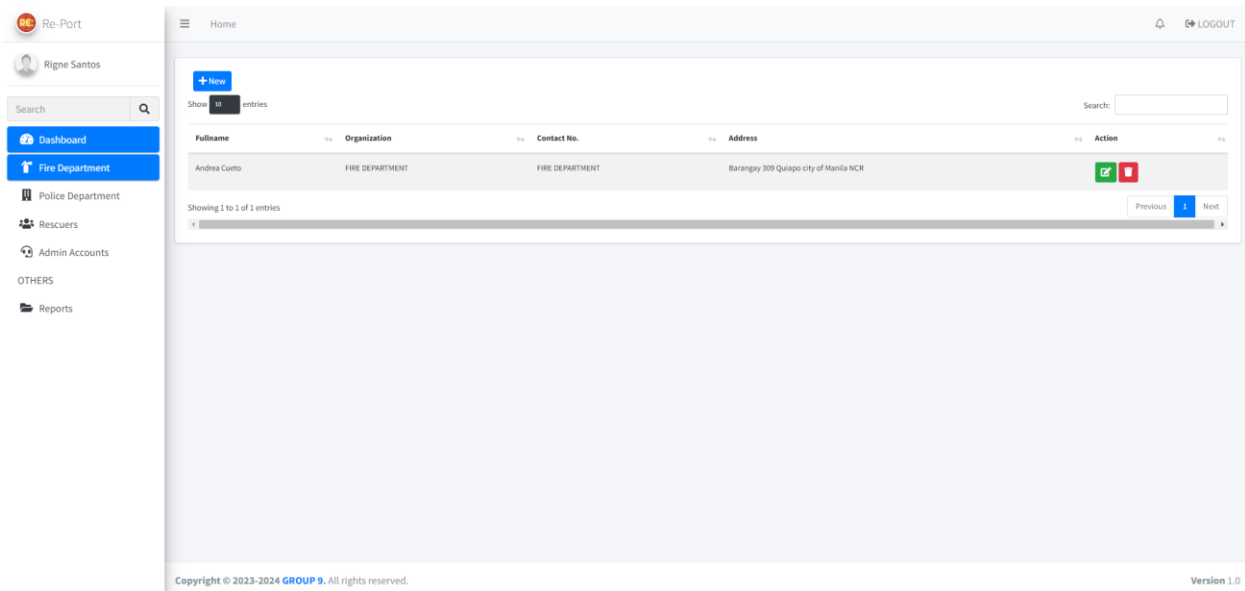 RE: Re-Port
Home
LOGOUT
Rigne Santos
Search
Dashboard
Fire Department
Police Department
Rescuers
Admin Accounts
OTHERS
Reports
+ New
Show 10 entries
Search:
Fullname Organization Contact No. Address Action
Andrea Cueto FIRE DEPARTMENT FIRE DEPARTMENT Barangay 309 Quiapo city of Manila NCR
Showing 1 to 1 of 1 entries
Previous 1 Next
Copyright © 2023-2024 GROUP 9. All rights reserved.
Version 1.0